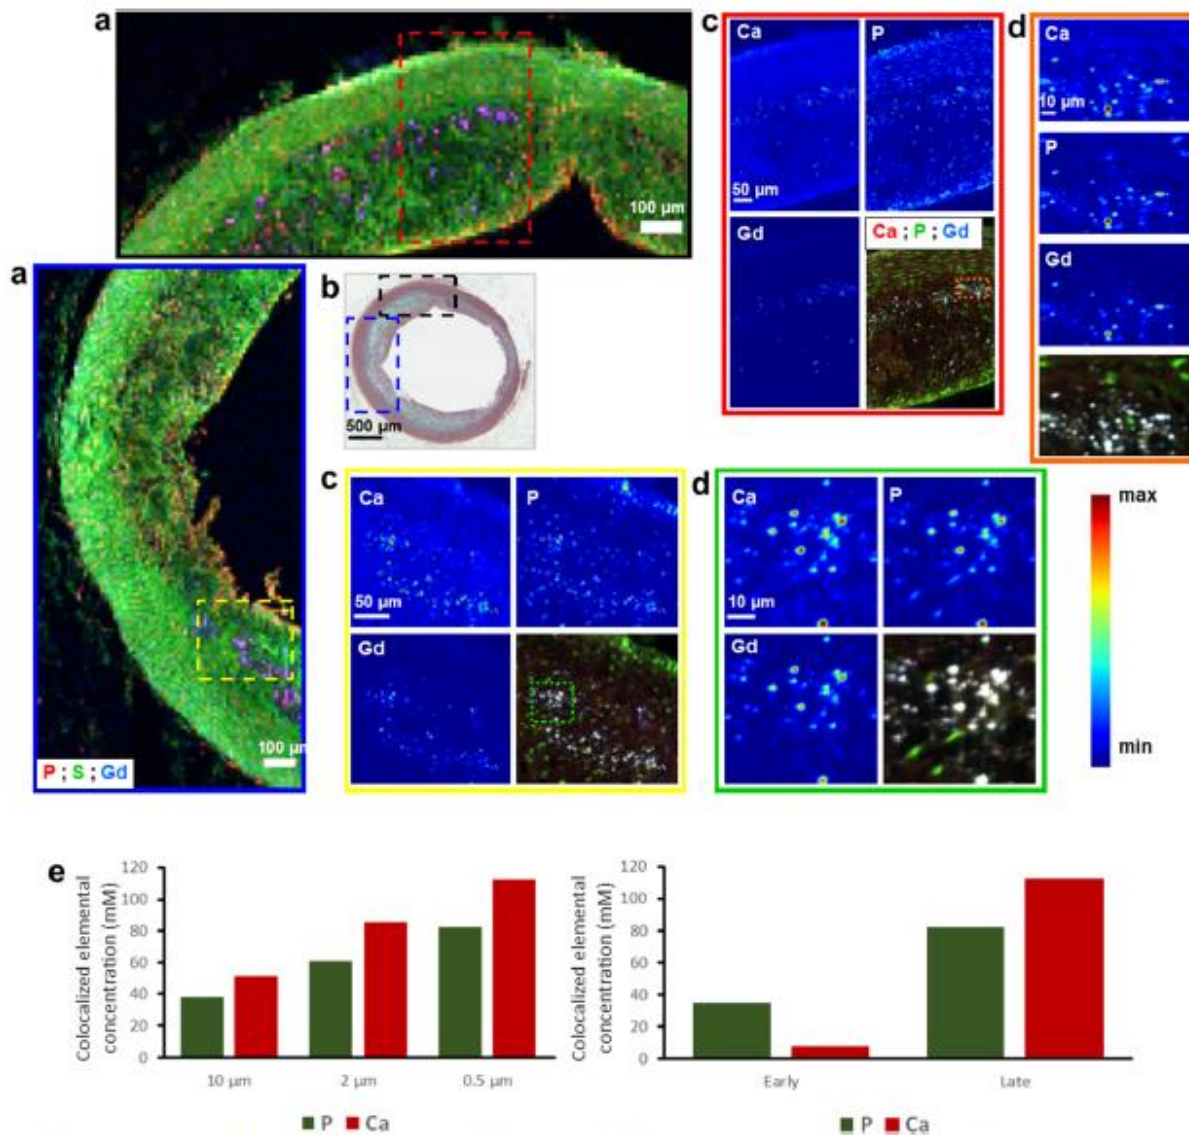 a
100 µm
c
Ca
P
50 µm
Gd
Ca ; P ; Gd
d
Ca
10 µm
P
Gd
a
P ; S ; Gd
100 µm
b
500 µm
c
Ca
P
50 µm
Gd
d
Ca
P
10 µm
Gd
max
min
e
Colocalized elemental
concentration (mM)
120
100
80
60
40
20
0
10 µm
2 µm
0.5 µm
P
Ca
Colocalized elemental
concentration (mM)
120
100
80
60
40
20
0
Early
Late
P
Ca